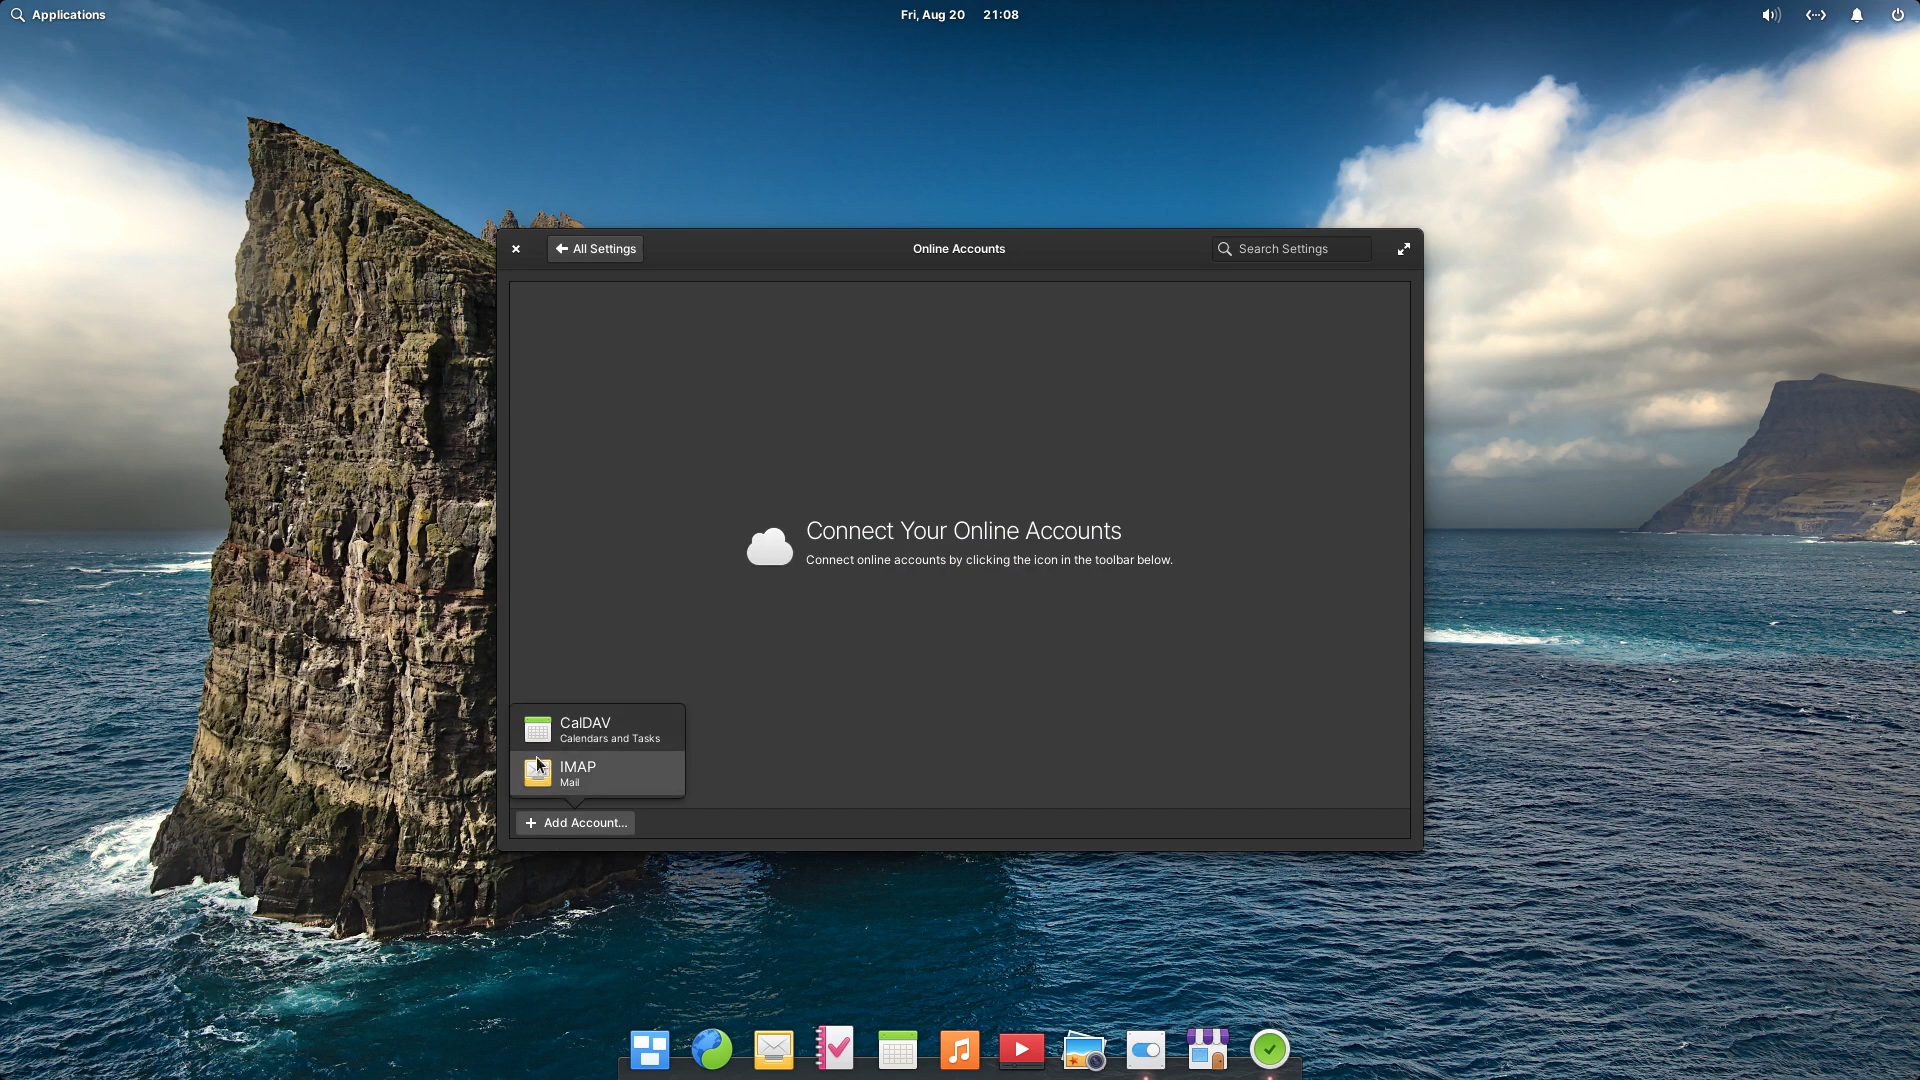 Applications
Fri, Aug 20 21:08
All Settings
Online Accounts
Search Settings
Connect Your Online Accounts
Connect online accounts by clicking the icon in the toolbar below.
CalDAV
Calendars and Tasks
IMAP
Mail
Add Account...